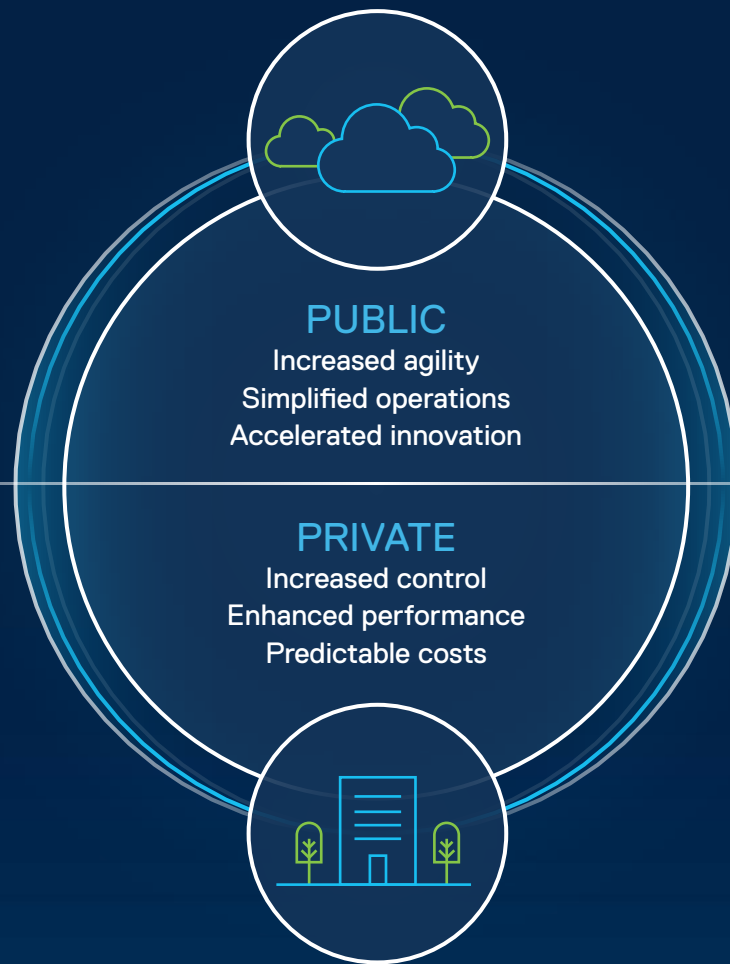 PUBLIC
Increased agility
Simplified operations
Accelerated innovation
PRIVATE
Increased control
Enhanced performance
Predictable costs